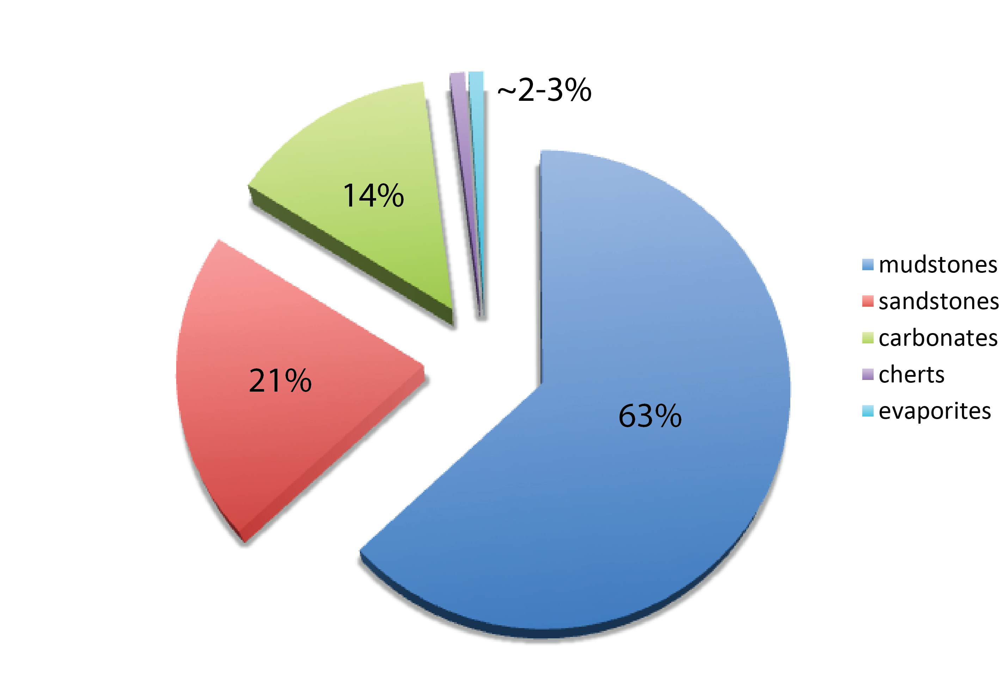 ~2-3%
14%
21%
63%
mudstones
sandstones
carbonates
cherts
evaporites